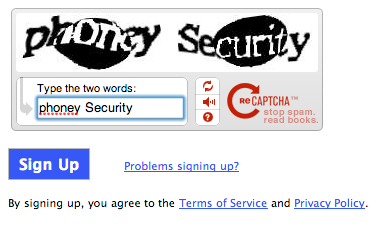 phoney Security
Type the two words:
phoney Security
reCAPTCHA™
stop spam.
read books.
Sign Up
Problems signing up?
By signing up, you agree to the Terms of Service and Privacy Policy.